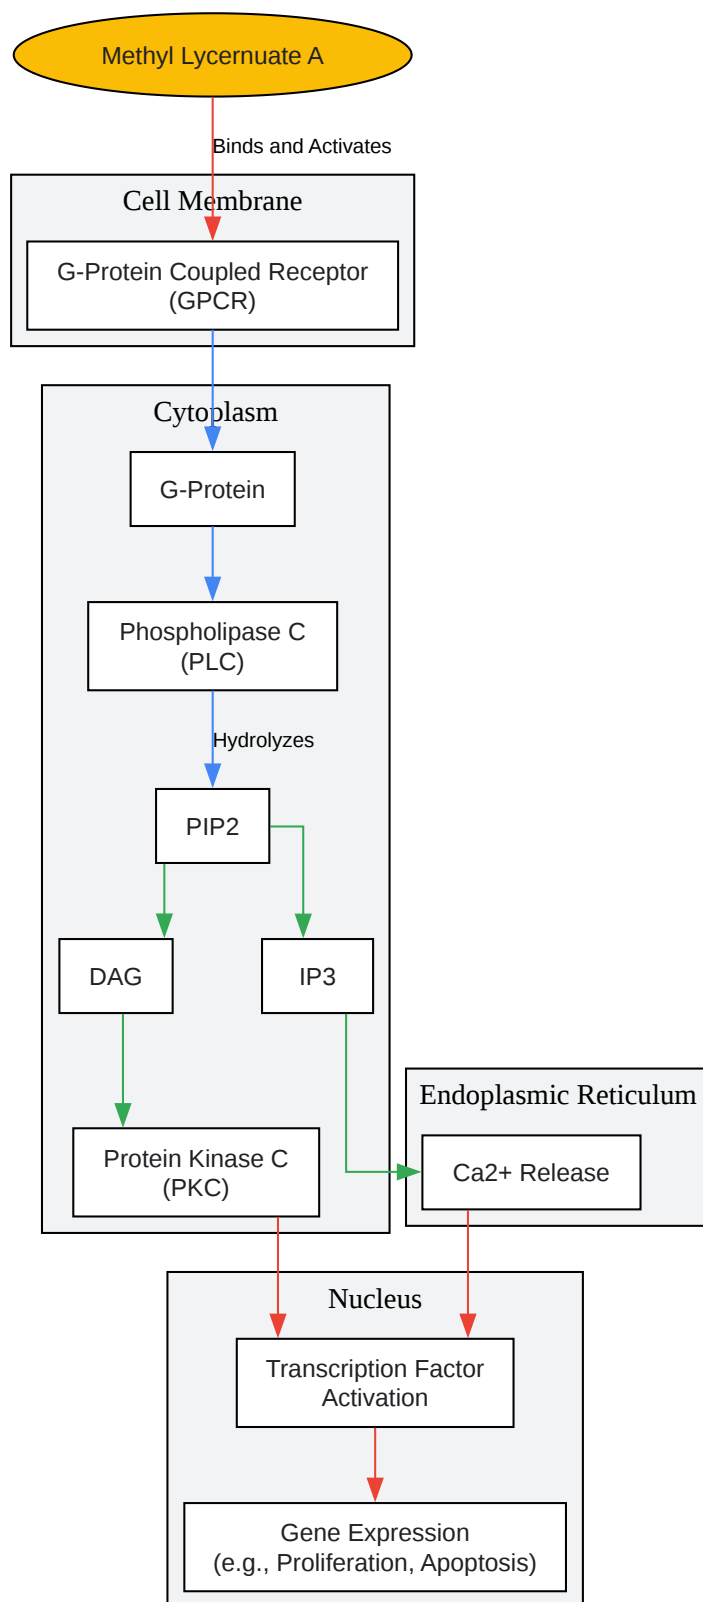 Methyl Lycernuate A
Binds and Activates
Cell Membrane
G-Protein Coupled Receptor
(GPCR)
Cytoplasm
G-Protein
Phospholipase C
(PLC)
Hydrolyzes
PIP2
DAG
IP3
Endoplasmic Reticulum
Protein Kinase C
(PKC)
Ca2+ Release
Nucleus
Transcription Factor
Activation
Gene Expression
(e.g., Proliferation, Apoptosis)